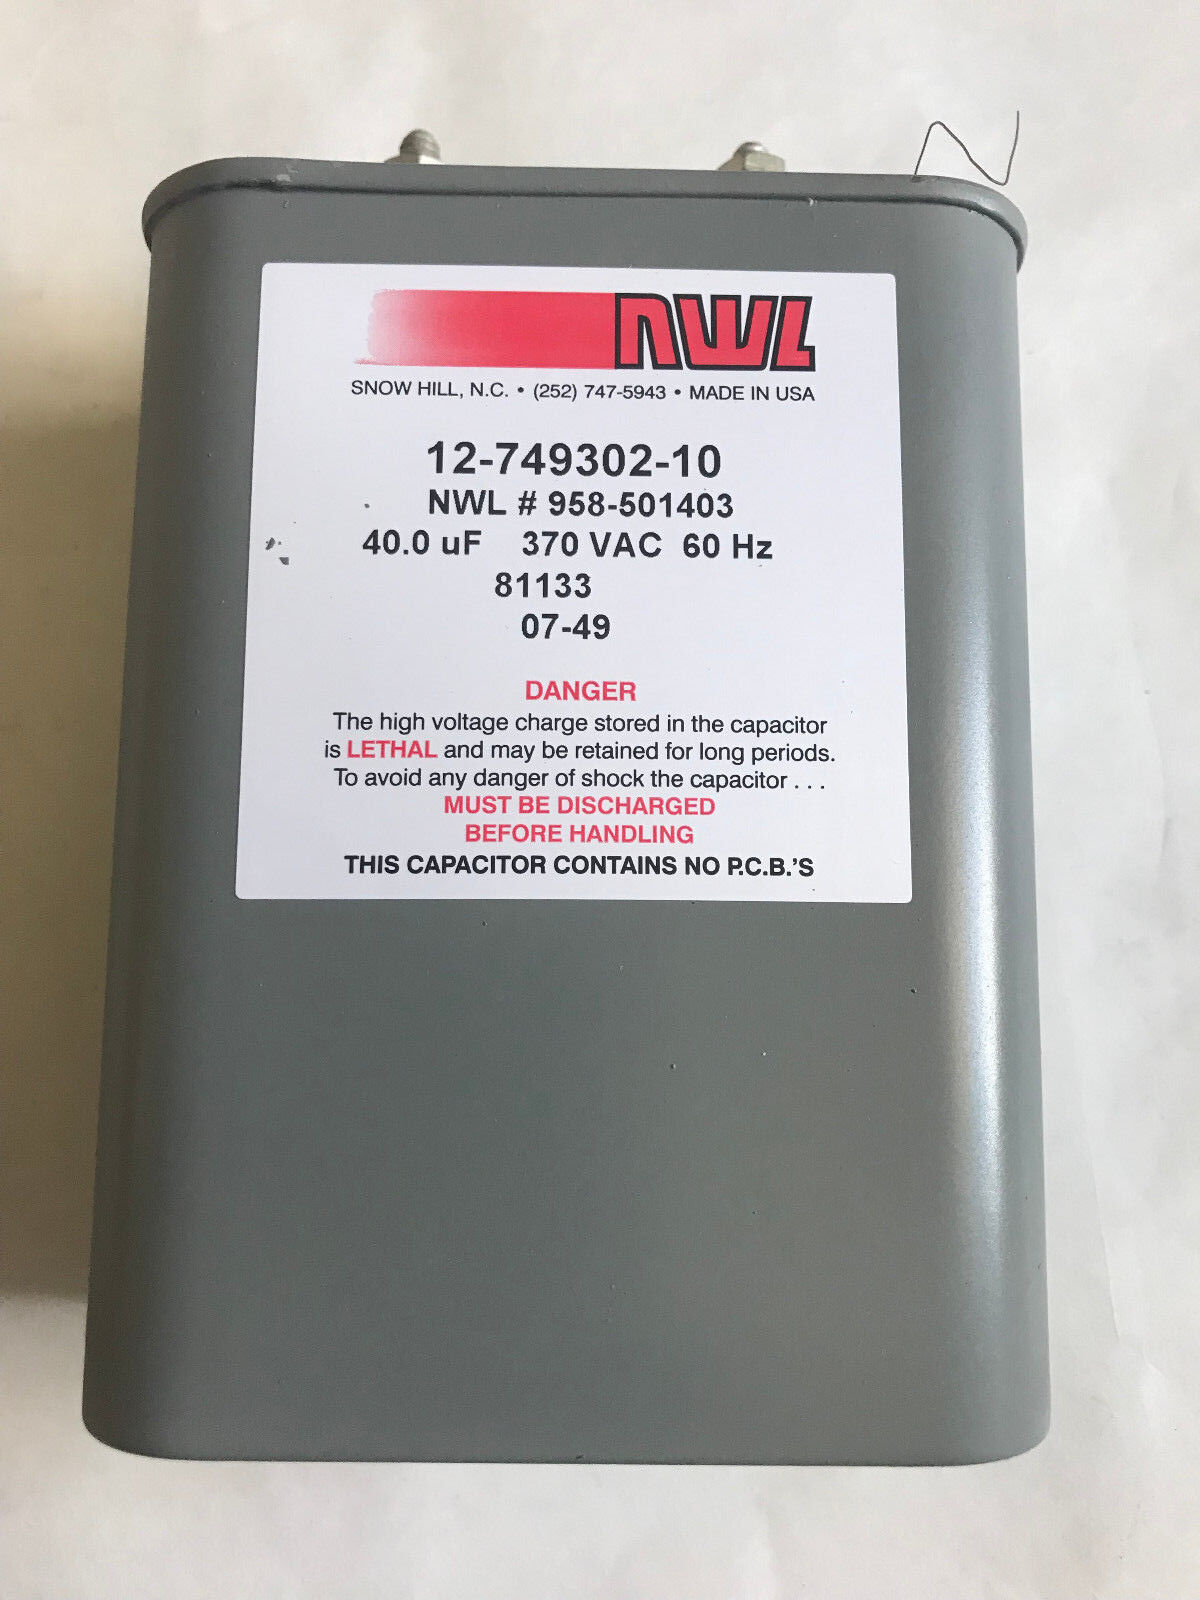 NWL
SNOW HILL, N.C. • (252) 747-5943 • MADE IN USA
12-749302-10
NWL # 958-501403
40.0 uF 370 VAC 60 Hz
81133
07-49
DANGER
The high voltage charge stored in the capacitor
is LETHAL and may be retained for long periods.
To avoid any danger of shock the capacitor . . .
MUST BE DISCHARGED
BEFORE HANDLING
THIS CAPACITOR CONTAINS NO P.C.B.'S